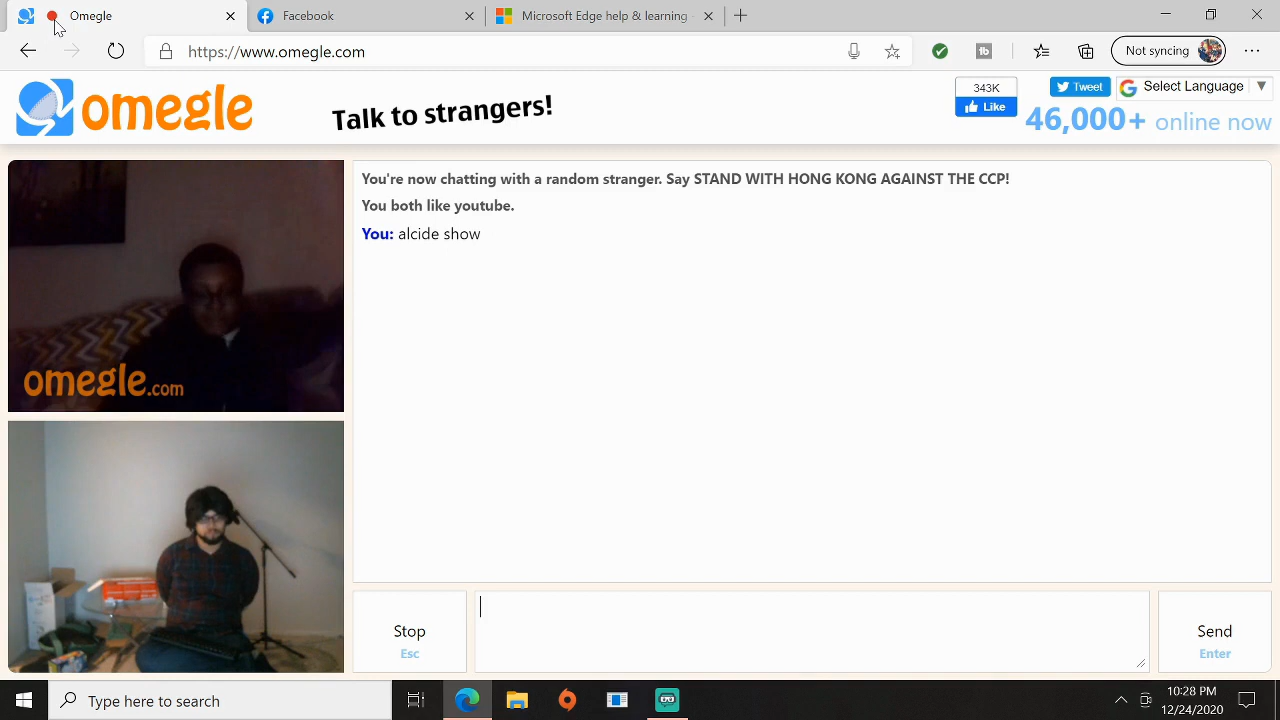 Omegle
Facebook
Microsoft Edge help & learning
https://www.omegle.com
Not syncing
omegle
Talk to strangers!
343K
Like
Tweet
Select Language
46,000+ online now
You're now chatting with a random stranger. Say STAND WITH HONG KONG AGAINST THE CCP!
You both like youtube.
You: alcide show
omegle.com
Stop
Esc
Send
Enter
Type here to search
10:28 PM
12/24/2020